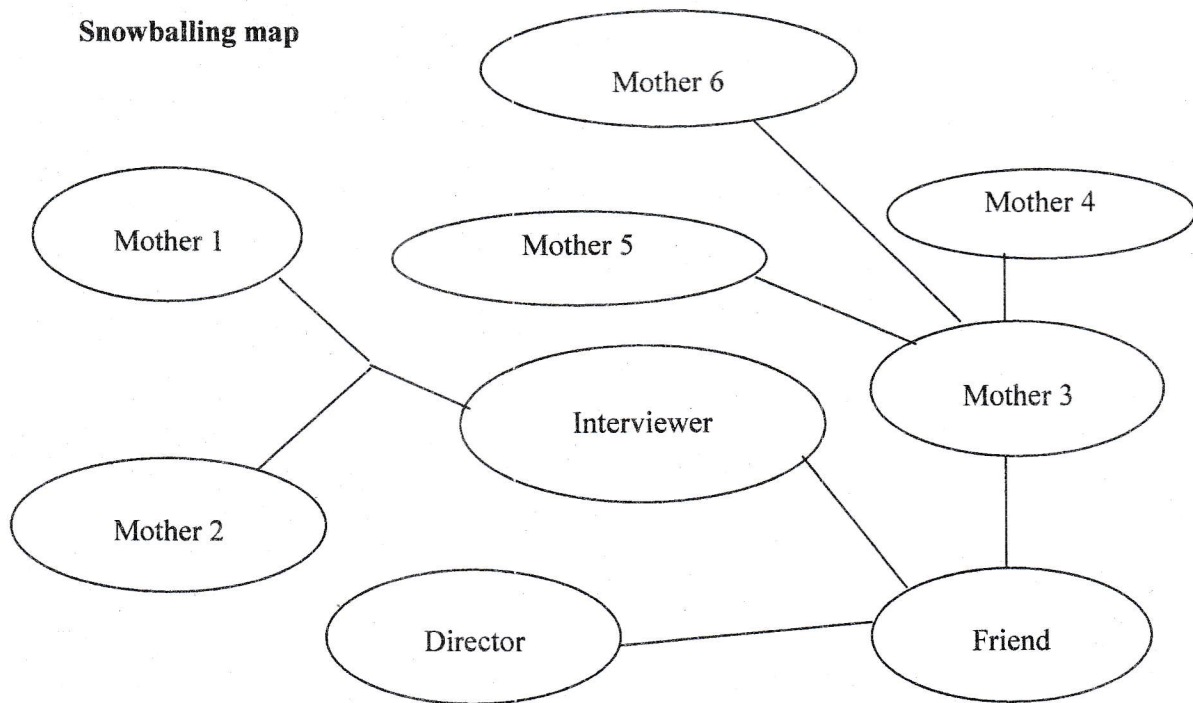 Snowballing map
Mother 6
Mother 4
Mother 1
Mother 5
Mother 3
Interviewer
Mother 2
Director
Friend